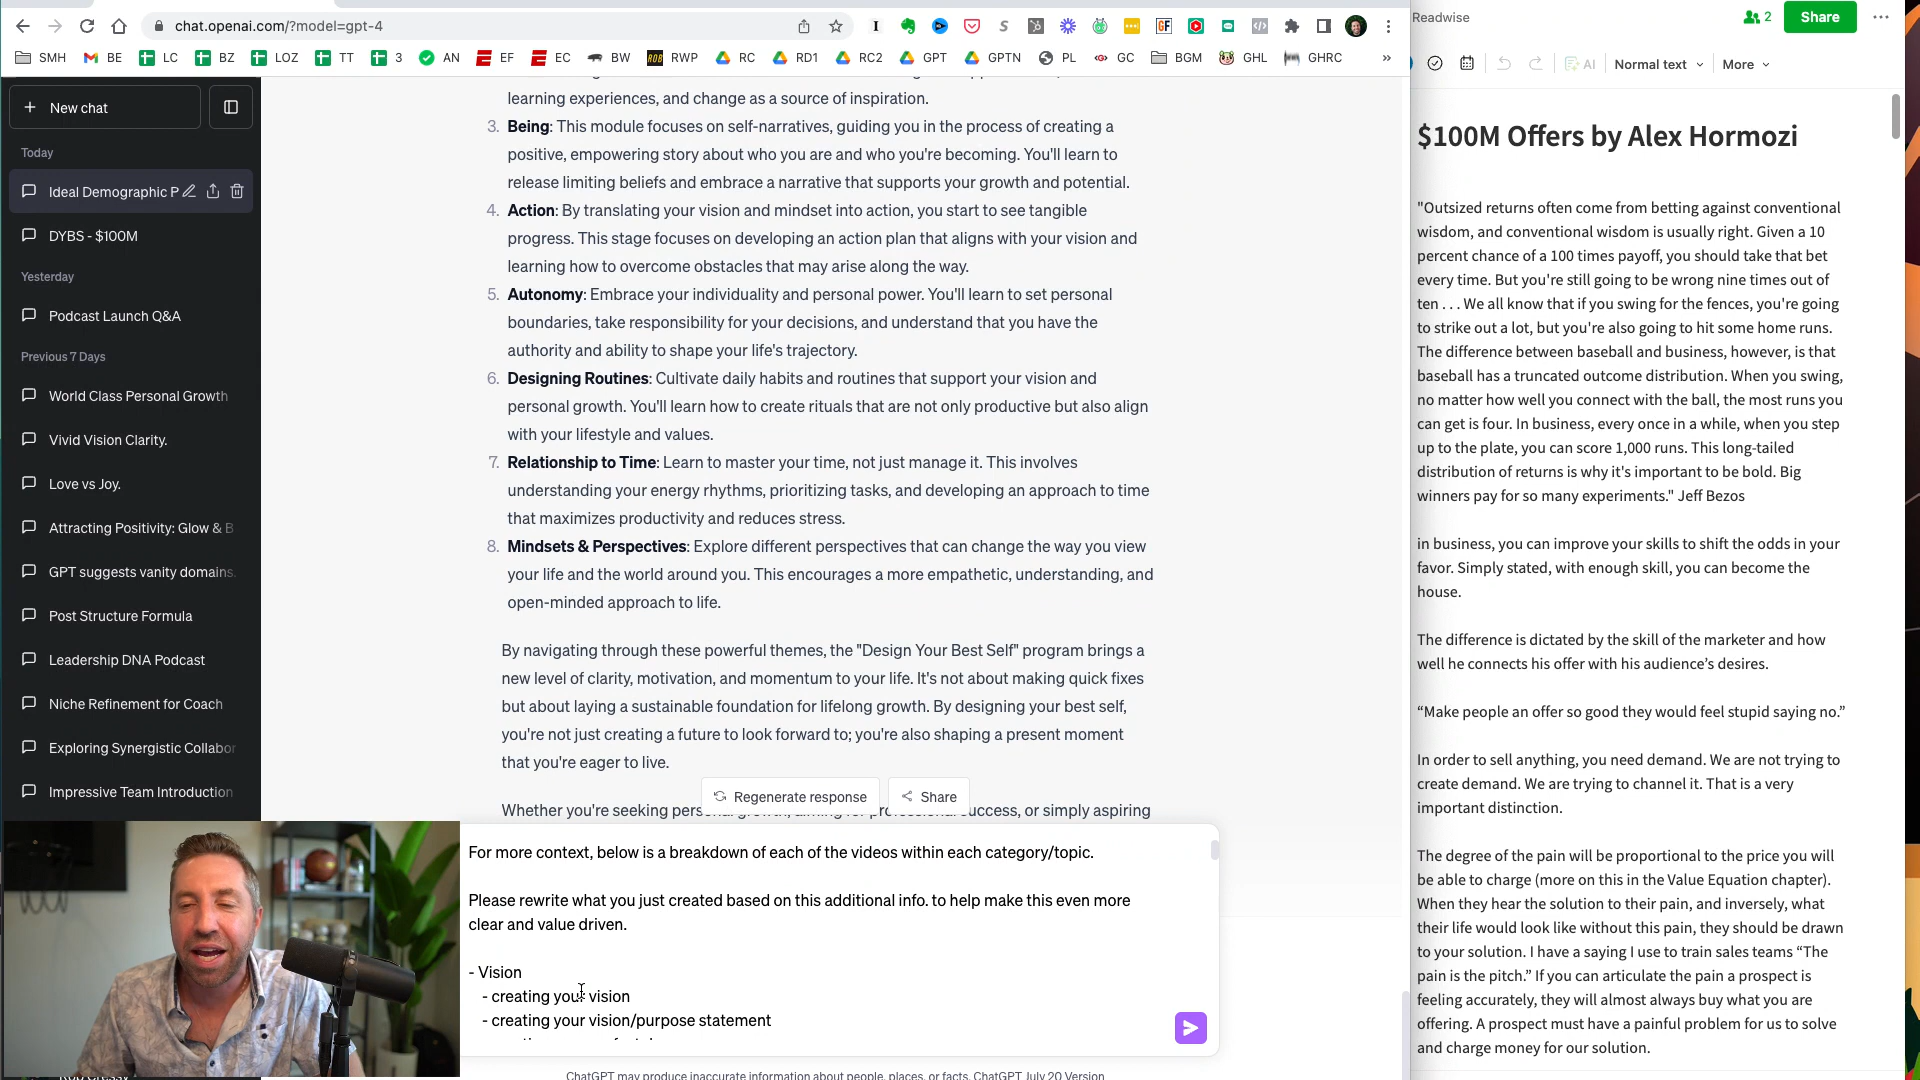 chat.openai.com/?model=gpt-4
SMH
BE
LC
BZ
LOZ
TT
3
AN
EF
EC
BW
RWP
RC
RD1
RC2
GPT
GPTN
PL
GC
BGM
GHL
GHRC
»
New chat
Today
Ideal Demographic P
DYBS - $100M
Yesterday
Podcast Launch Q&A
Previous 7 Days
World Class Personal Growth
Vivid Vision Clarity.
Love vs Joy.
Attracting Positivity: Glow & B
GPT suggests vanity domains.
Post Structure Formula
Leadership DNA Podcast
Niche Refinement for Coach
Exploring Synergistic Collabor
Impressive Team Introduction
learning experiences, and change as a source of inspiration.
3. Being: This module focuses on self-narratives, guiding you in the process of creating a
positive, empowering story about who you are and who you're becoming. You'll learn to
release limiting beliefs and embrace a narrative that supports your growth and potential.
4. Action: By translating your vision and mindset into action, you start to see tangible
progress. This stage focuses on developing an action plan that aligns with your vision and
learning how to overcome obstacles that may arise along the way.
5. Autonomy: Embrace your individuality and personal power. You'll learn to set personal
boundaries, take responsibility for your decisions, and understand that you have the
authority and ability to shape your life's trajectory.
6. Designing Routines: Cultivate daily habits and routines that support your vision and
personal growth. You'll learn how to create rituals that are not only productive but also align
with your lifestyle and values.
7. Relationship to Time: Learn to master your time, not just manage it. This involves
understanding your energy rhythms, prioritizing tasks, and developing an approach to time
that maximizes productivity and reduces stress.
8. Mindsets & Perspectives: Explore different perspectives that can change the way you view
your life and the world around you. This encourages a more empathetic, understanding, and
open-minded approach to life.
By navigating through these powerful themes, the "Design Your Best Self" program brings a
new level of clarity, motivation, and momentum to your life. It's not about making quick fixes
but about laying a sustainable foundation for lifelong growth. By designing your best self,
you're not just creating a future to look forward to; you're also shaping a present moment
that you're eager to live.
Regenerate response
Share
Whether you're seeking personal growth, aiming for professional success, or simply aspiring
For more context, below is a breakdown of each of the videos within each category/topic.
Please rewrite what you just created based on this additional info. to help make this even more
clear and value driven.
- Vision
- creating your vision
- creating your vision/purpose statement
ChatGPT may produce inaccurate information about people, places, or facts. ChatGPT July 20 Version
Readwise
2
Share
AI
Normal text
More
$100M Offers by Alex Hormozi
"Outsized returns often come from betting against conventional
wisdom, and conventional wisdom is usually right. Given a 10
percent chance of a 100 times payoff, you should take that bet
every time. But you're still going to be wrong nine times out of
ten . . . We all know that if you swing for the fences, you're going
to strike out a lot, but you're also going to hit some home runs.
The difference between baseball and business, however, is that
baseball has a truncated outcome distribution. When you swing,
no matter how well you connect with the ball, the most runs you
can get is four. In business, every once in a while, when you step
up to the plate, you can score 1,000 runs. This long-tailed
distribution of returns is why it's important to be bold. Big
winners pay for so many experiments." Jeff Bezos
in business, you can improve your skills to shift the odds in your
favor. Simply stated, with enough skill, you can become the
house.
The difference is dictated by the skill of the marketer and how
well he connects his offer with his audience’s desires.
“Make people an offer so good they would feel stupid saying no.”
In order to sell anything, you need demand. We are not trying to
create demand. We are trying to channel it. That is a very
important distinction.
The degree of the pain will be proportional to the price you will
be able to charge (more on this in the Value Equation chapter).
When they hear the solution to their pain, and inversely, what
their life would look like without this pain, they should be drawn
to your solution. I have a saying I use to train sales teams “The
pain is the pitch.” If you can articulate the pain a prospect is
feeling accurately, they will almost always buy what you are
offering. A prospect must have a painful problem for us to solve
and charge money for our solution.